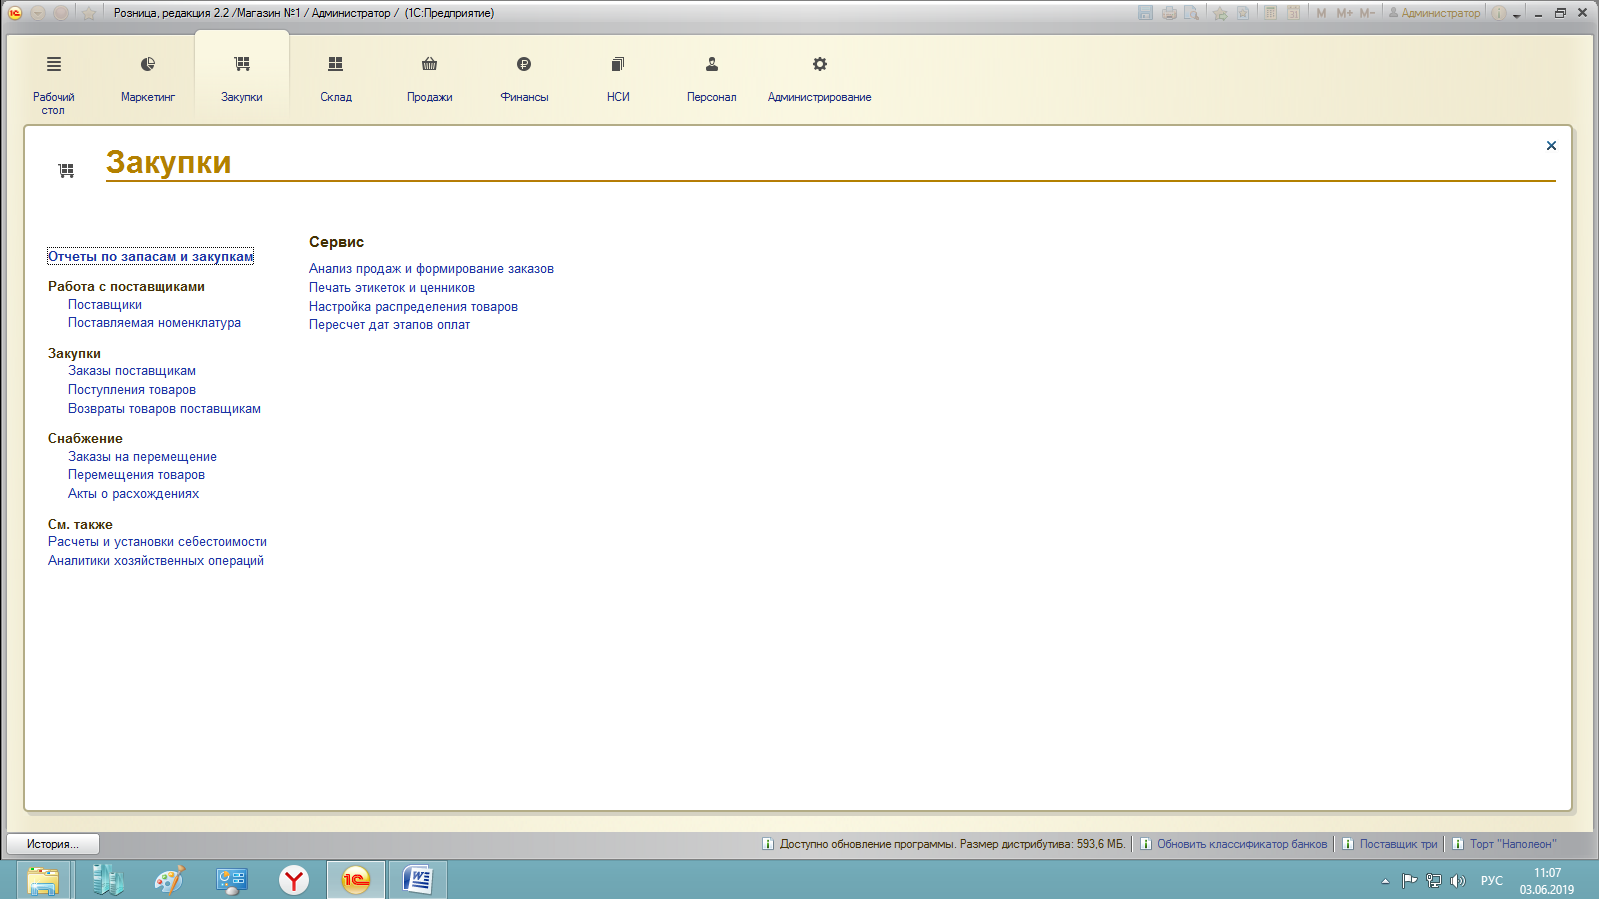 Розница, редакция 2.2 /Магазин №1 / Администратор / (1С:Предприятие)
M M+ M- Администратор
Рабочий стол
Маркетинг
Закупки
Склад
Продажи
Финансы
НСИ
Персонал
Администрирование
Закупки
Отчеты по запасам и закупкам
Работа с поставщиками
Поставщики
Поставляемая номенклатура
Закупки
Заказы поставщикам
Поступления товаров
Возвраты товаров поставщикам
Снабжение
Заказы на перемещение
Перемещения товаров
Акты о расхождениях
См. также
Расчеты и установки себестоимости
Аналитики хозяйственных операций
Сервис
Анализ продаж и формирование заказов
Печать этикеток и ценников
Настройка распределения товаров
Пересчет дат этапов оплат
История...
Доступно обновление программы. Размер дистрибутива: 593,6 МБ.
Обновить классификатор банков
Поставщик три
Торт "Наполеон"
РУС
11:07
03.06.2019